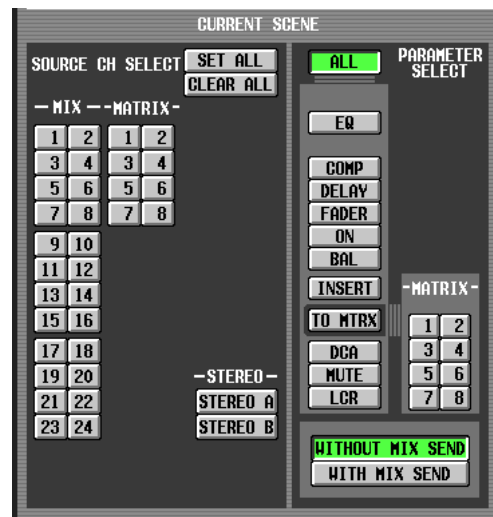 CURRENT SCENE
SOURCE CH SELECT
SET ALL
CLEAR ALL
-MIX-
-MATRIX-
1 2 1 2
3 4 3 4
5 6 5 6
7 8 7 8
9 10
11 12
13 14
15 16
17 18
19 20
21 22
23 24
-STEREO-
STEREO A
STEREO B
ALL
PARAMETER
SELECT
EQ
COMP
DELAY
FADER
ON
BAL
INSERT
TO MTRX
DCA
MUTE
LCR
-MATRIX-
1 2
3 4
5 6
7 8
WITHOUT MIX SEND
WITH MIX SEND